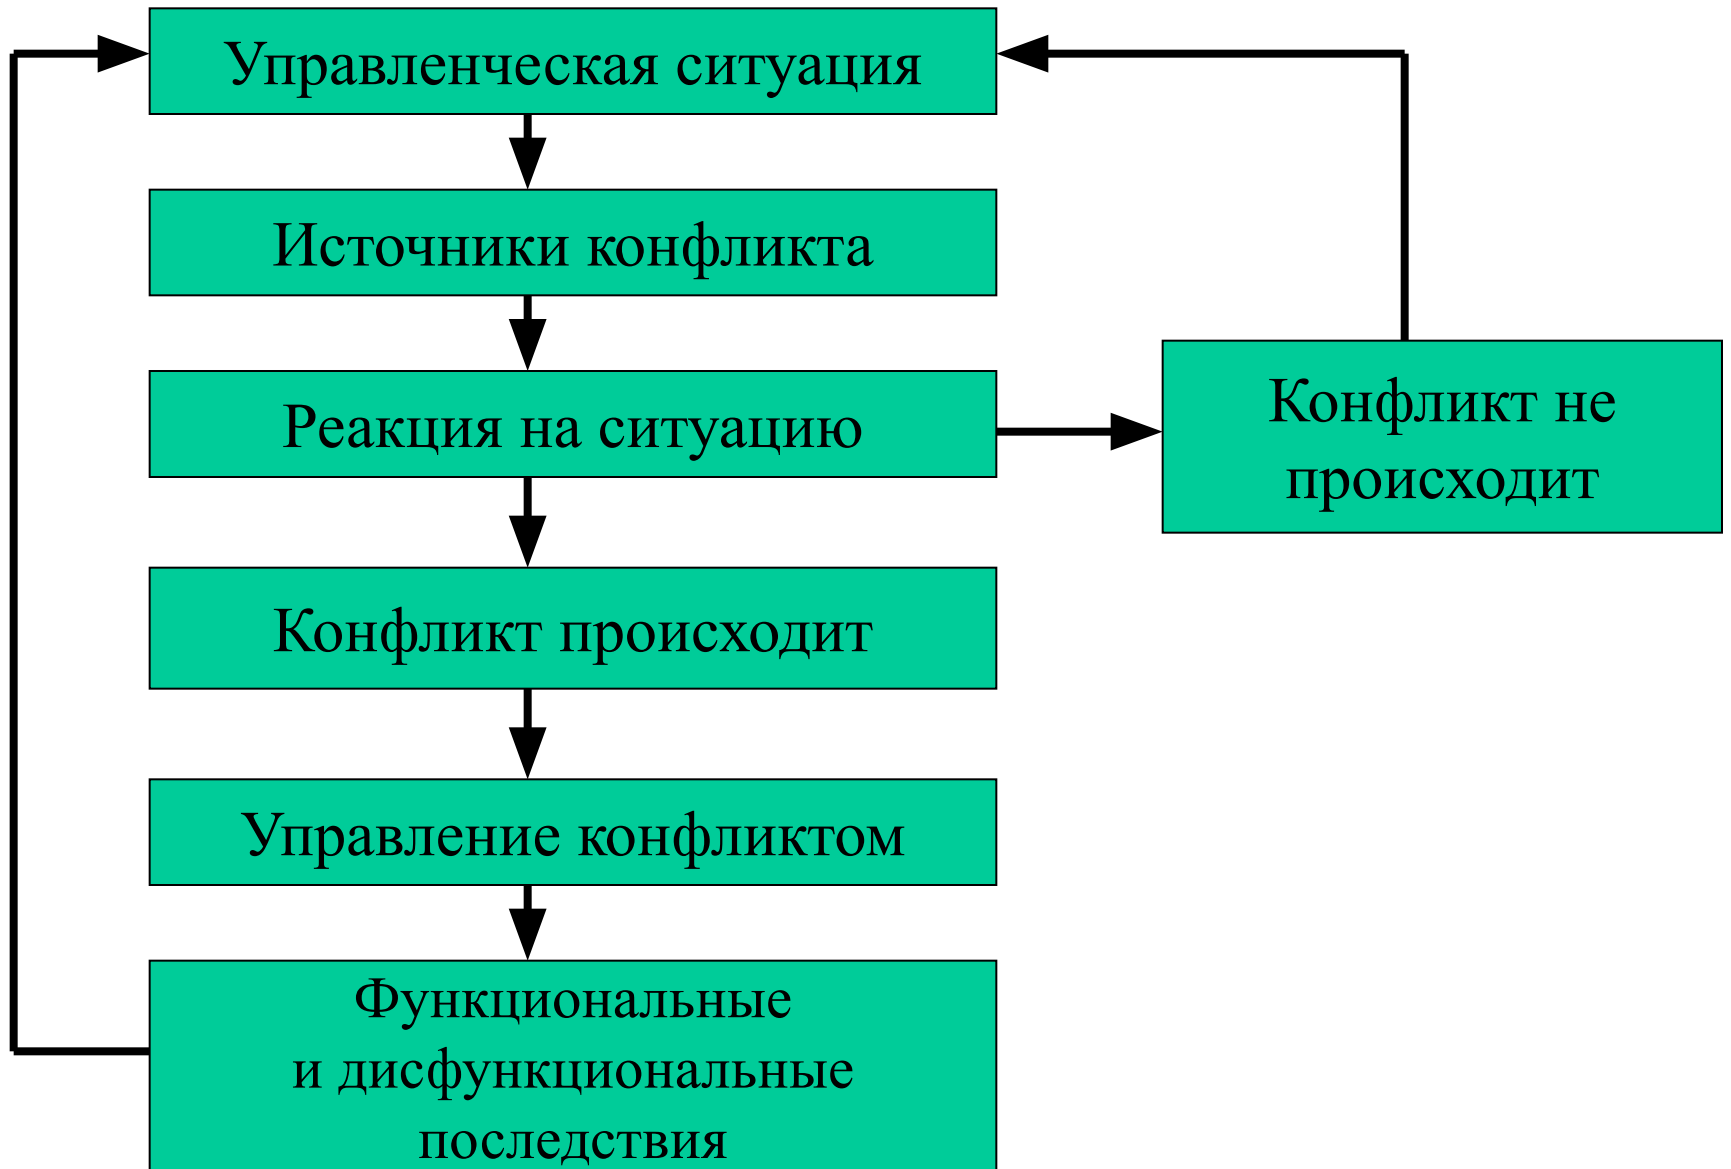 Управленческая ситуация
Источники конфликта
Реакция на ситуацию
Конфликт не
происходит
Конфликт происходит
Управление конфликтом
Функциональные
и дисфункциональные
последствия